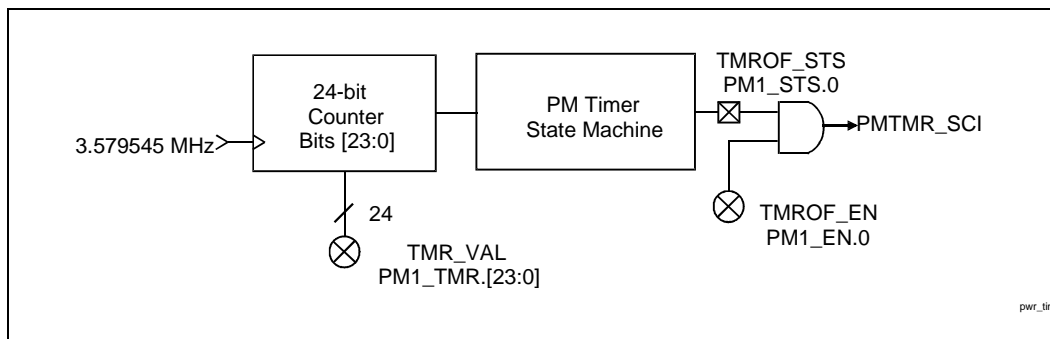 3.579545 MHz
24-bit
Counter
Bits [23:0]
24
TMR_VAL
PM1_TMR.[23:0]
PM Timer
State Machine
TMROF_STS
PM1_STS.0
PMTMR_SCI
TMROF_EN
PM1_EN.0